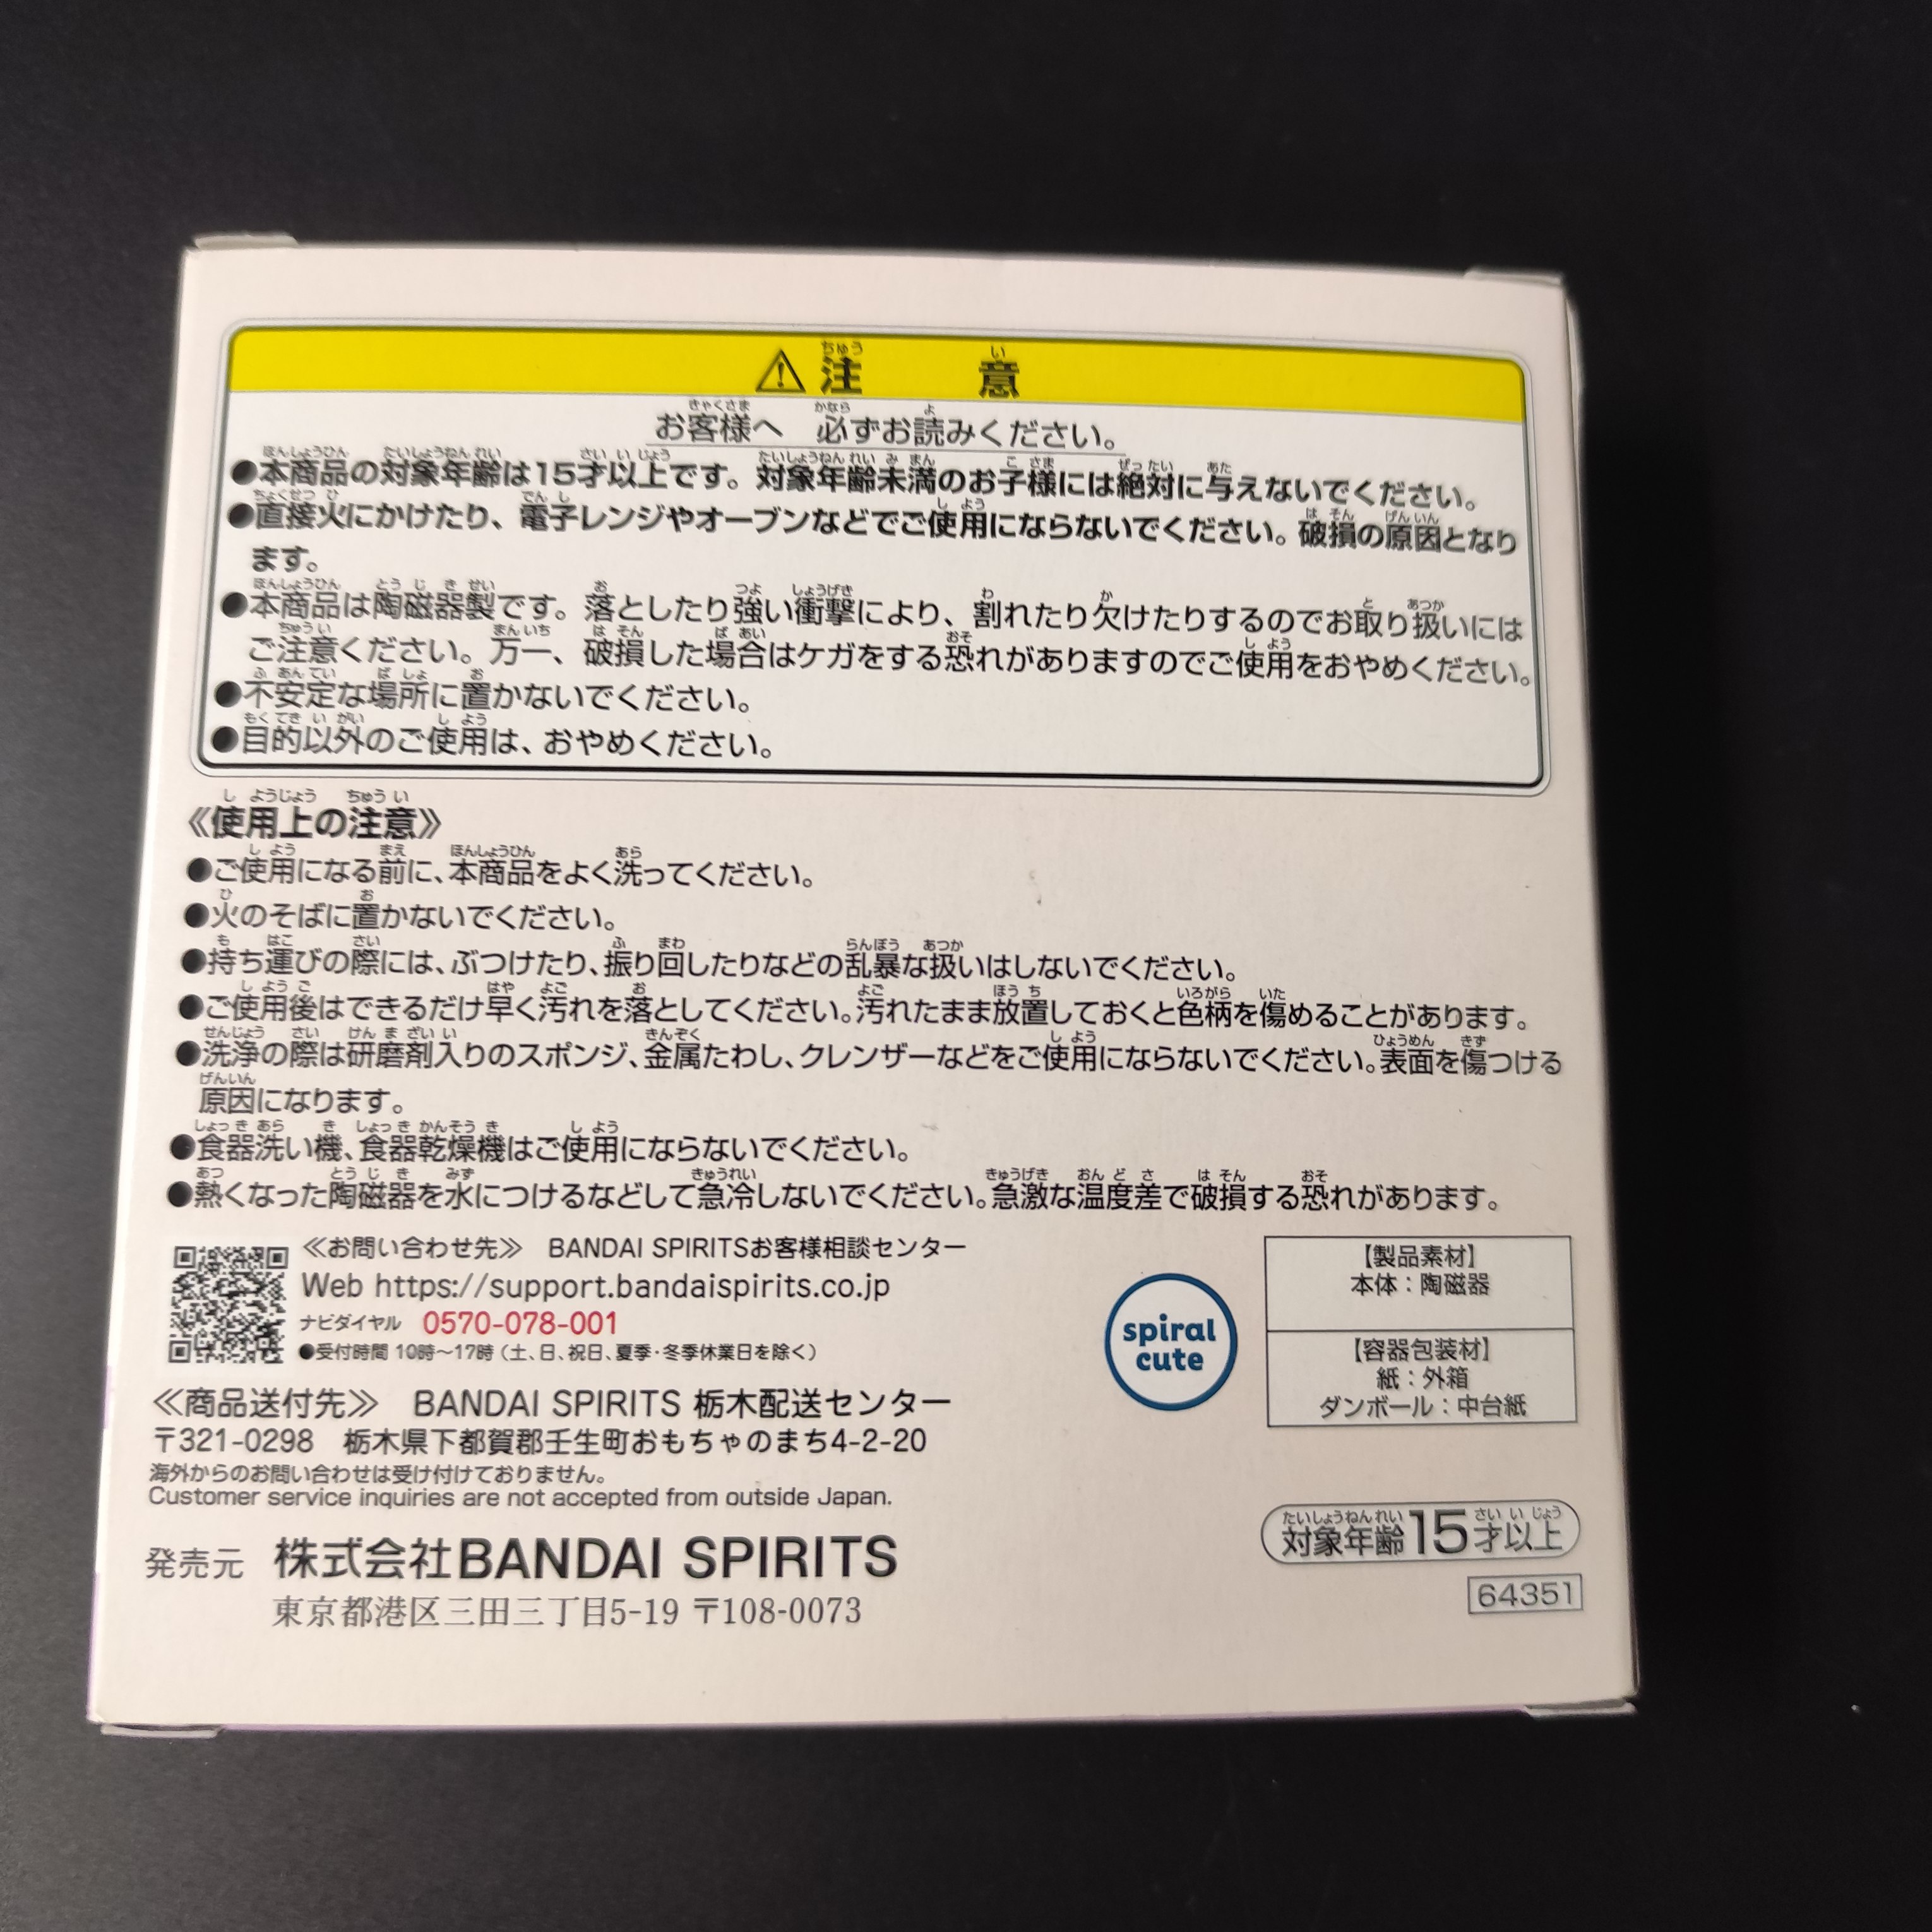 ⚠注意
お客様へ 必ずお読みください。
●本商品の対象年齢は15才以上です。対象年齢未満のお子様には絶対に与えないでください。
●直接火にかけたり、電子レンジやオーブンなどでご使用にならないでください。破損の原因となり
ます。
●本商品は陶磁器製です。落としたり強い衝撃により、割れたり欠けたりするのでお取り扱いには
ご注意ください。万一、破損した場合はケガをする恐れがありますのでご使用をおやめください。
●不安定な場所に置かないでください。
●目的以外のご使用は、おやめください。
《使用上の注意》
●ご使用になる前に、本商品をよく洗ってください。
●火のそばに置かないでください。
●持ち運びの際には、ぶつけたり、振り回したりなどの乱暴な扱いはしないでください。
●ご使用後はできるだけ早く汚れを落としてください。汚れたまま放置しておくと色柄を傷めることがあります。
●洗浄の際は研磨剤入りのスポンジ、金属たわし、クレンザーなどをご使用にならないでください。表面を傷つける
原因になります。
●食器洗い機、食器乾燥機はご使用にならないでください。
●熱くなった陶磁器を水につけるなどして急冷しないでください。急激な温度差で破損する恐れがあります。
≪お問い合わせ先≫ BANDAI SPIRITSお客様相談センター
Web https://support.bandaispirits.co.jp
ナビダイヤル 0570-078-001
●受付時間 10時～17時（土、日、祝日、夏季・冬季休業日を除く）
≪商品送付先≫ BANDAI SPIRITS 栃木配送センター
〒321-0298 栃木県下都賀郡壬生町おもちゃのまち4-2-20
海外からのお問い合わせは受け付けておりません。
Customer service inquiries are not accepted from outside Japan.
発売元 株式会社BANDAI SPIRITS
東京都港区三田三丁目5-19 〒108-0073
spiral
cute
【製品素材】
本体：陶磁器
【容器包装材】
紙：外箱
ダンボール：中台紙
対象年齢15才以上
64351